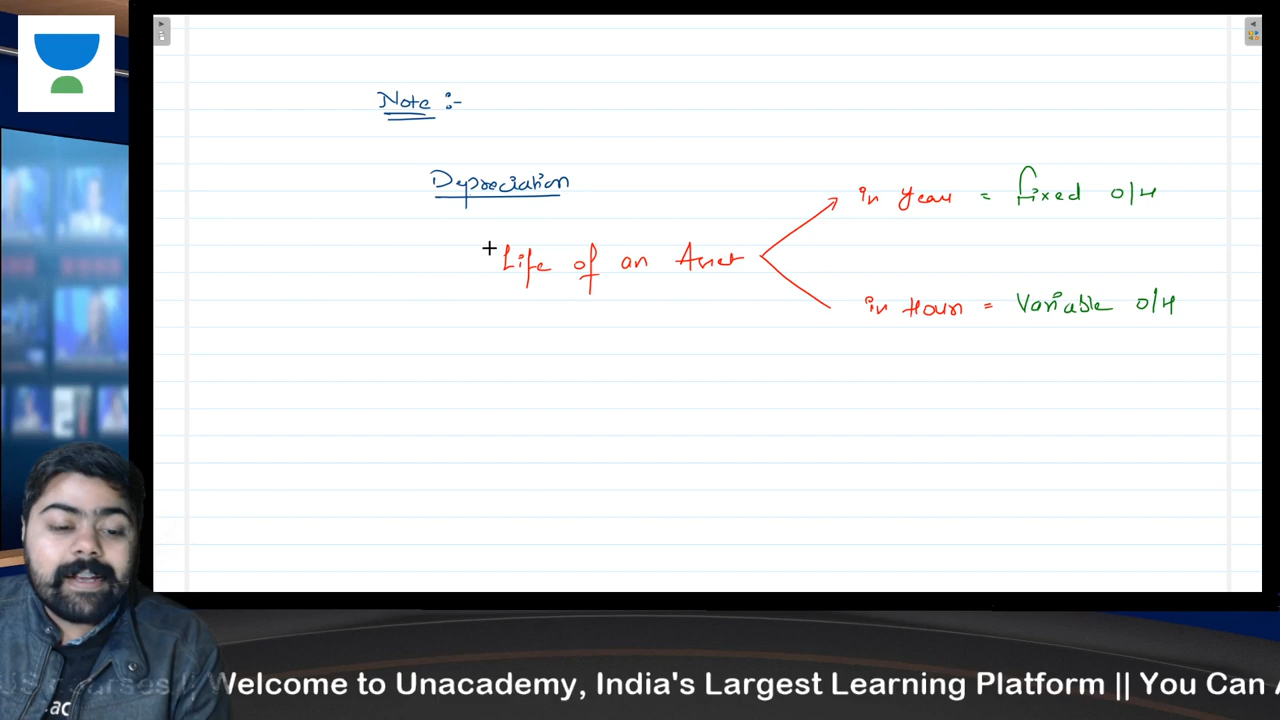 Note :-
Depreciation
in year = fixed O/H
Life of an Asset
in Hour = Variable O/H
Welcome to Unacademy, India's Largest Learning Platform || You Can